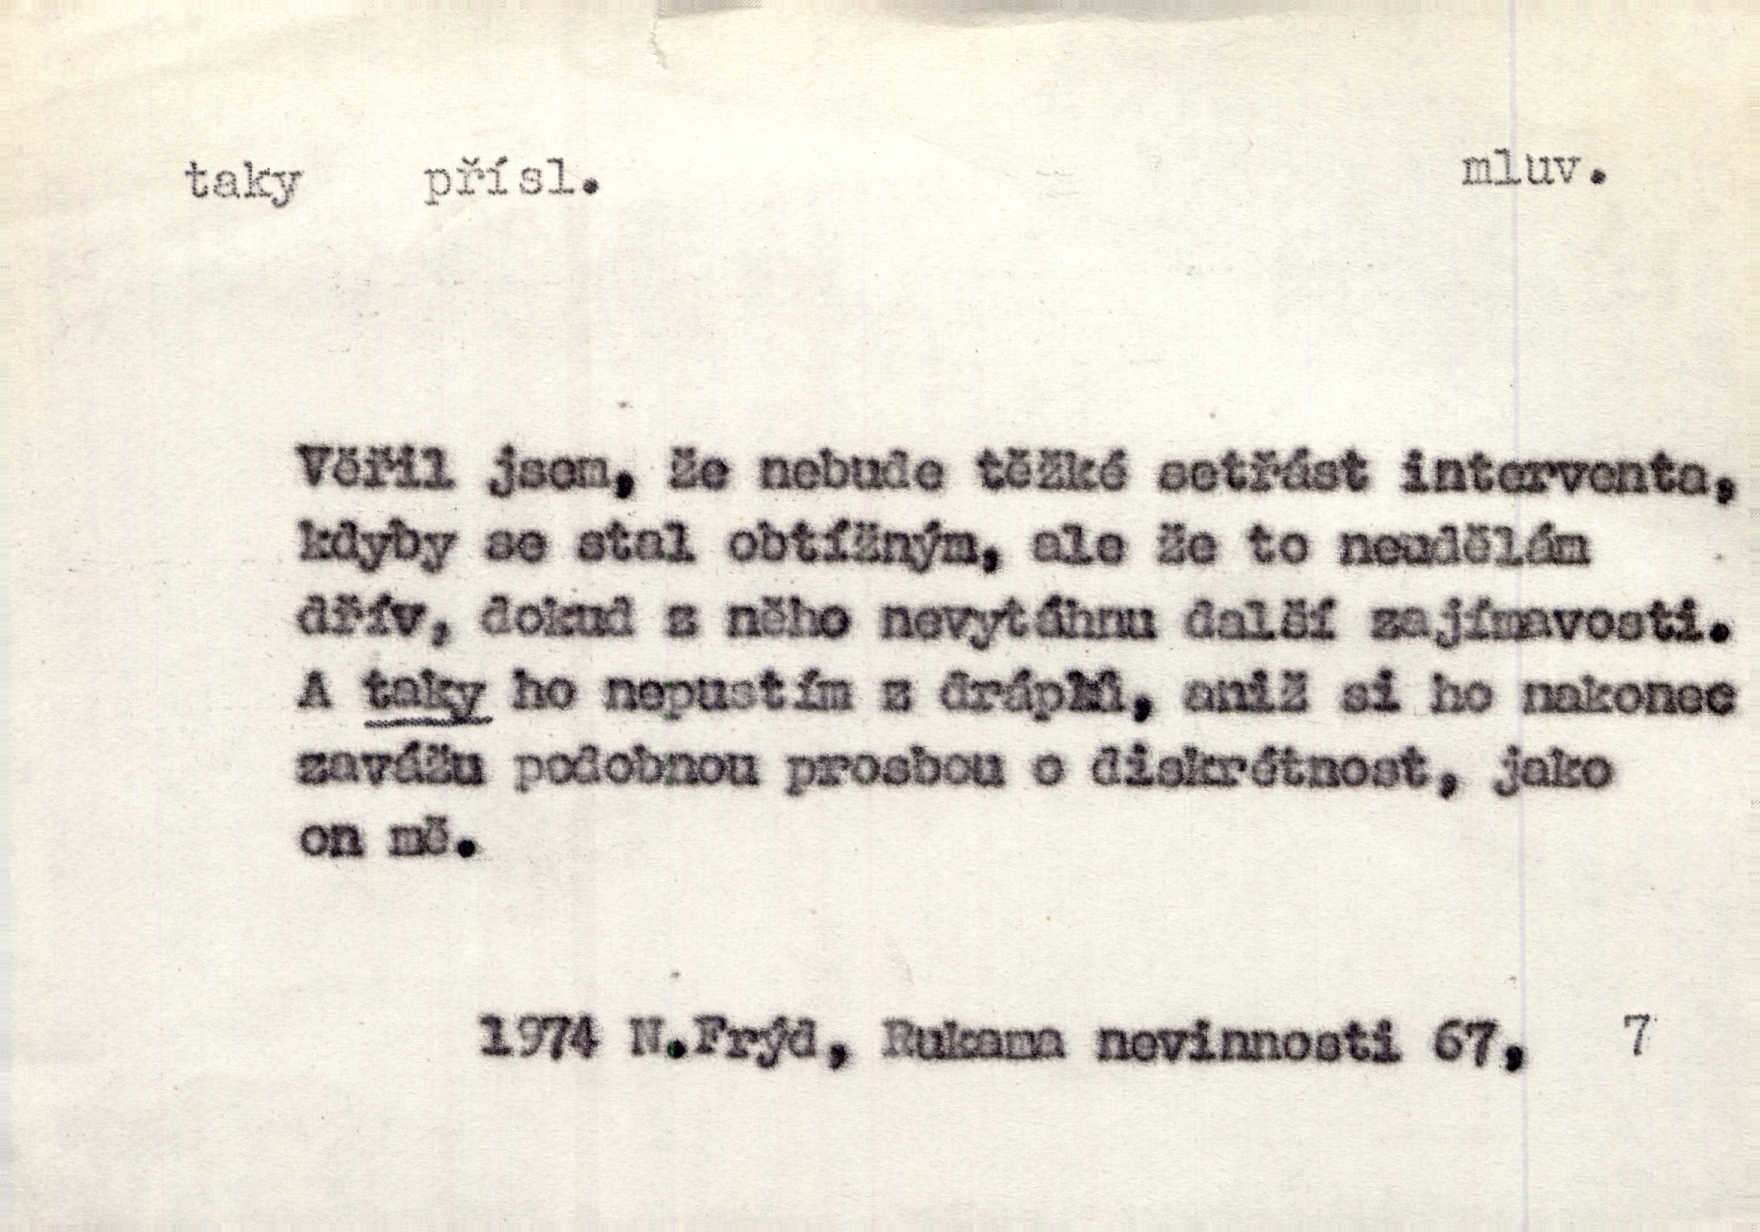 taky přísl. mluv.
Věřil jsem, že nebude těžké setřást interventa,
kdyby se stal obtížným, ale že to neudělám
dřív, dokud z něho nevytáhnu další zajímavosti.
A taky ho nepustím z drápků, aniž si ho nakonec
zavážu podobnou prosbou o diskrétnost, jako
on mě.
1974 N.Frýd, Rukama nevinnosti 67, 7